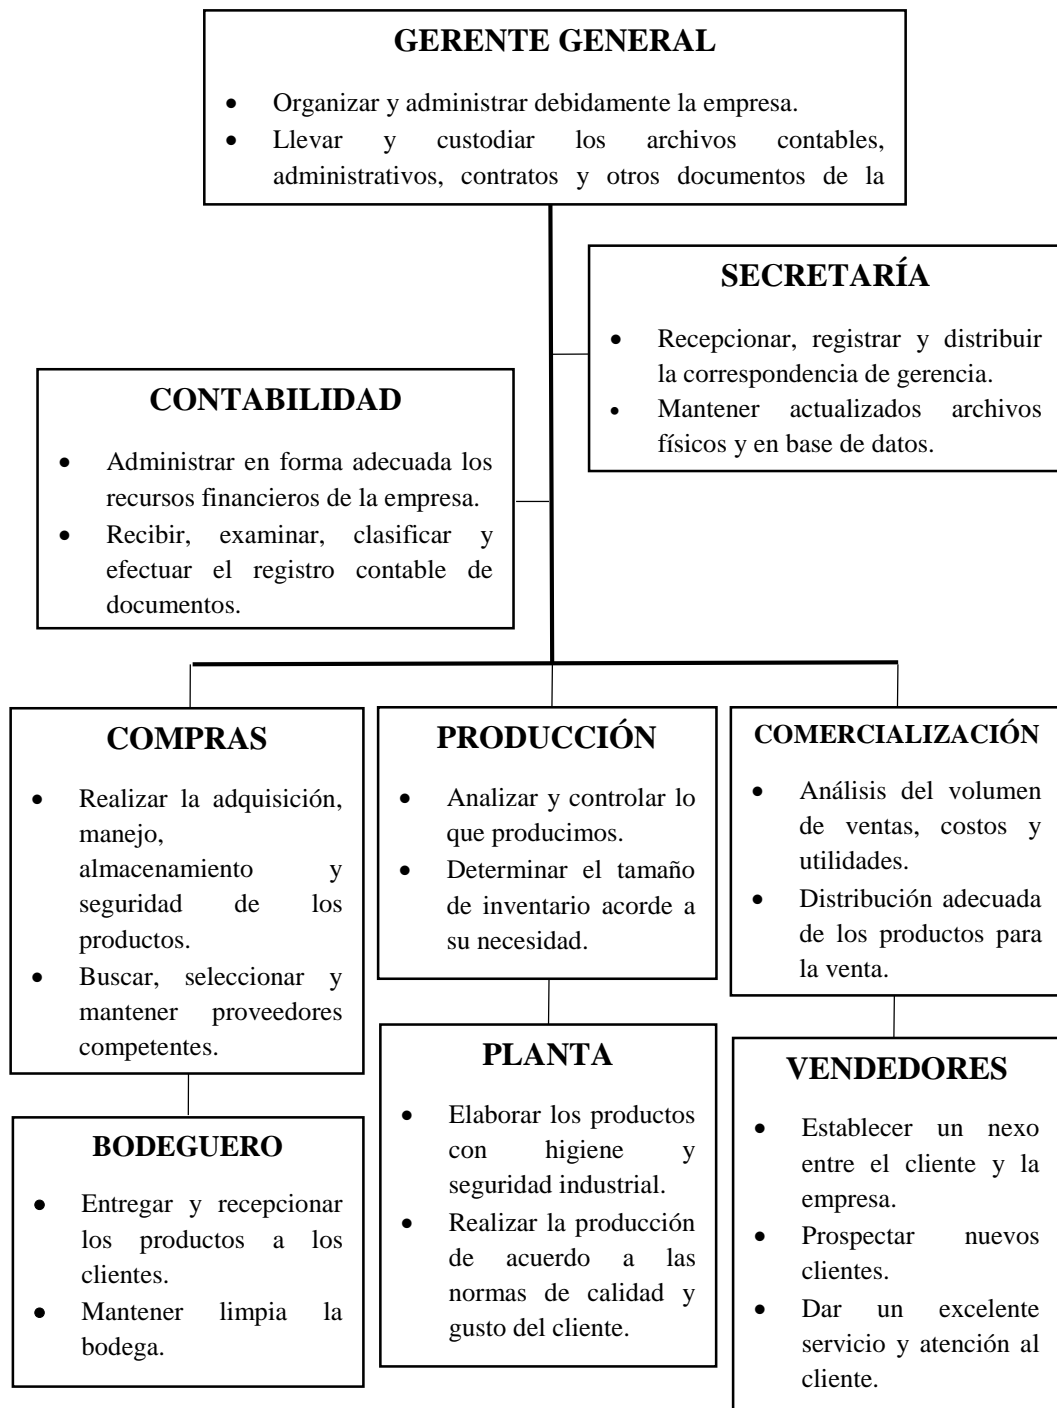 GERENTE GENERAL
• Organizar y administrar debidamente la empresa.
• Llevar y custodiar los archivos contables,
administrativos, contratos y otros documentos de la
SECRETARÍA
• Recepcionar, registrar y distribuir
la correspondencia de gerencia.
• Mantener actualizados archivos
físicos y en base de datos.
CONTABILIDAD
• Administrar en forma adecuada los
recursos financieros de la empresa.
• Recibir, examinar, clasificar y
efectuar el registro contable de
documentos.
COMPRAS
• Realizar la adquisición,
manejo,
almacenamiento y
seguridad de los
productos.
• Buscar, seleccionar y
mantener proveedores
competentes.
PRODUCCIÓN
• Analizar y controlar lo
que producimos.
• Determinar el tamaño
de inventario acorde a
su necesidad.
COMERCIALIZACIÓN
• Análisis del volumen
de ventas, costos y
utilidades.
• Distribución adecuada
de los productos para
la venta.
BODEGUERO
• Entregar y recepcionar
los productos a los
clientes.
• Mantener limpia la
bodega.
PLANTA
• Elaborar los productos
con higiene y
seguridad industrial.
• Realizar la producción
de acuerdo a las
normas de calidad y
gusto del cliente.
VENDEDORES
• Establecer un nexo
entre el cliente y la
empresa.
• Prospectar nuevos
clientes.
• Dar un excelente
servicio y atención al
cliente.